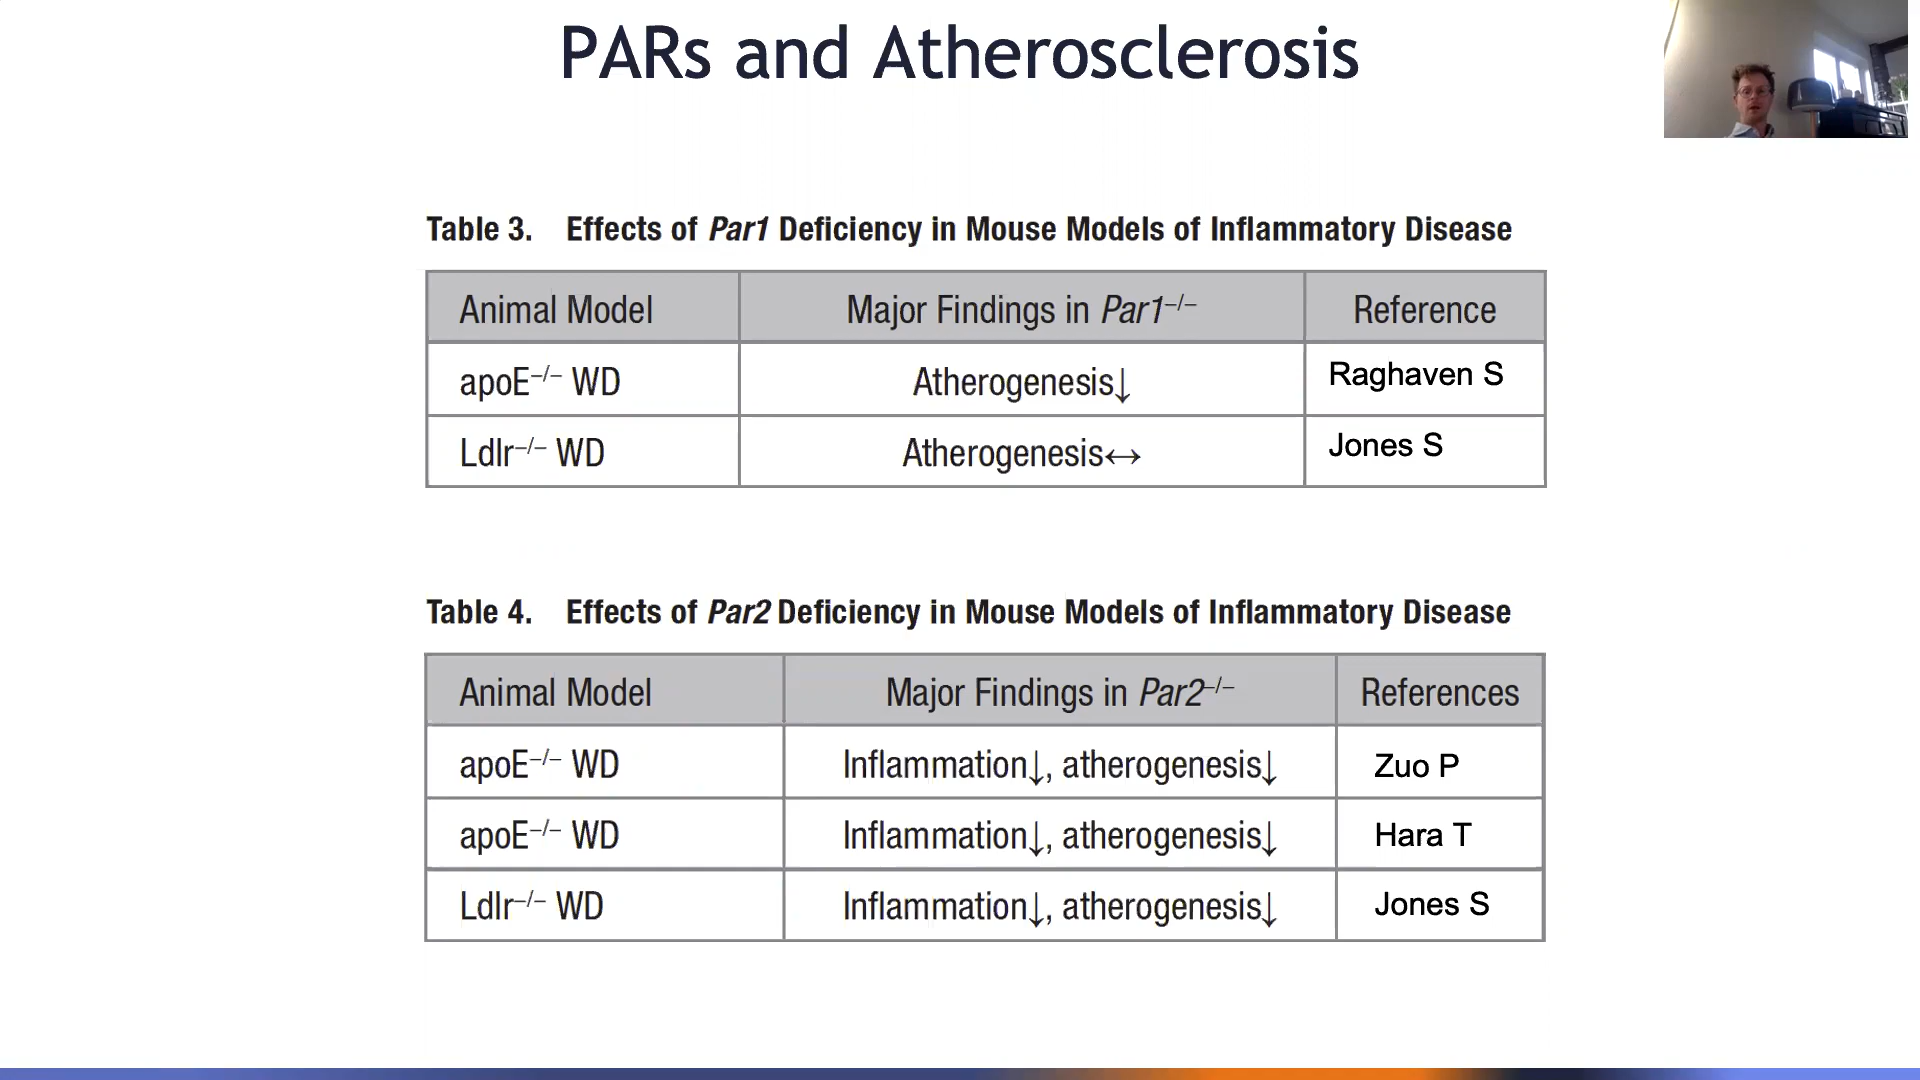 PARs and Atherosclerosis
Table 3. Effects of Par1 Deficiency in Mouse Models of Inflammatory Disease
Animal Model Major Findings in Par1–/– Reference
apoE–/– WD Atherogenesis↓ Raghaven S
Ldlr–/– WD Atherogenesis↔ Jones S
Table 4. Effects of Par2 Deficiency in Mouse Models of Inflammatory Disease
Animal Model Major Findings in Par2–/– References
apoE–/– WD Inflammation↓, atherogenesis↓ Zuo P
apoE–/– WD Inflammation↓, atherogenesis↓ Hara T
Ldlr–/– WD Inflammation↓, atherogenesis↓ Jones S